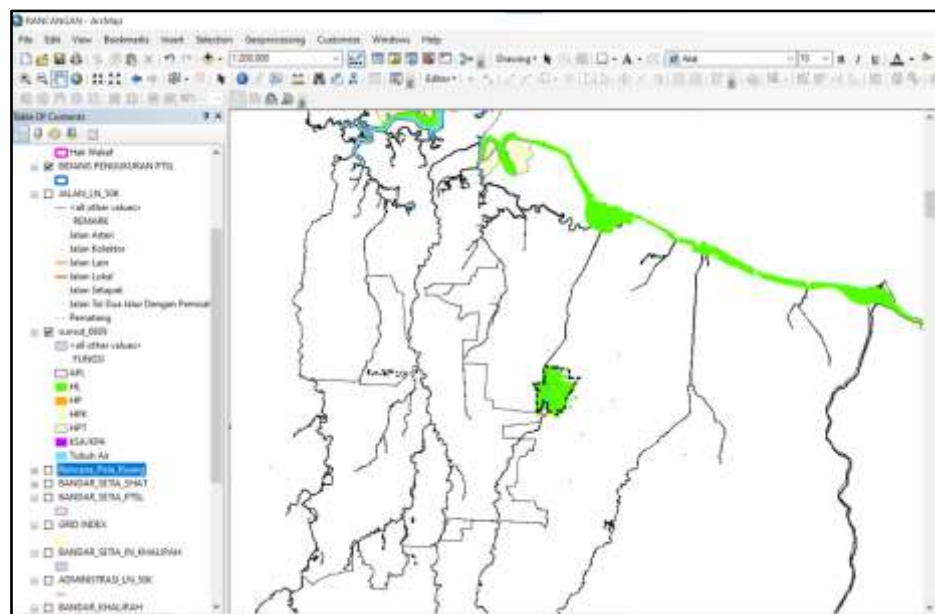 RANCANGAN - ArcMap
File Edit View Bookmarks Insert Selection Geoprocessing Customize Windows Help
1:200.000 Drawing Arial 10 B I U A
Editor
Table Of Contents
Hak Wakaf
BIDANG PENGUKURAN PTSL
JALAN_LN_50K
<all other values>
REMARK
Jalan Arteri
Jalan Kolektor
Jalan Lain
Jalan Lokal
Jalan Setapak
Jalan Tol Dua Jalur Dengan Pemisah
Pematang
<all other values>
FUNGSI
APL
HL
HP
HPK
HPT
KSA/KPA
Tubuh Air
Rencana_Pola_Ruang
BANDAR_SETIA_SHAT
BANDAR_SETIA_PTSL
GRID INDEX
BANDAR_SETIA_IN_KHALIPAH
ADMINISTRASI_LN_50K
BANDAR_KHALIPAH